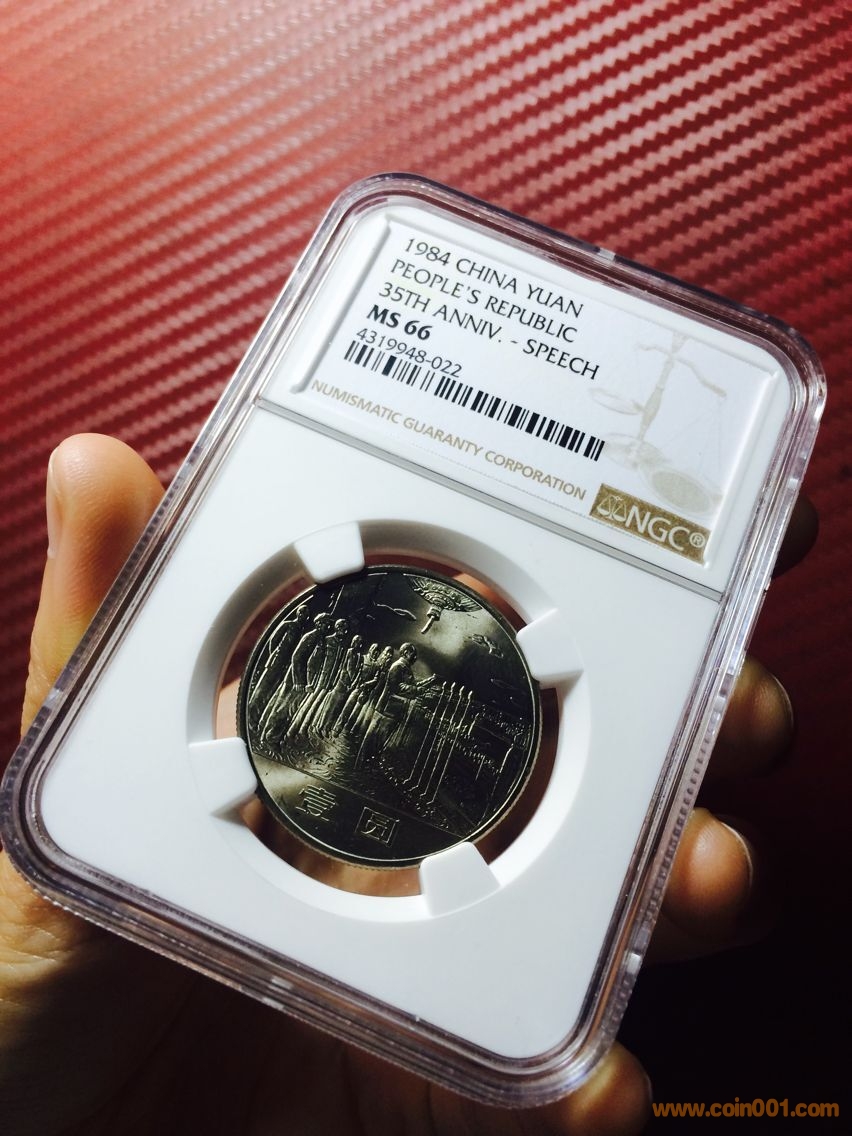 1984 CHINA YUAN
PEOPLE'S REPUBLIC
35TH ANNIV. - SPEECH
MS 66
4319948-022
NUMISMATIC GUARANTY CORPORATION
NGC®
壹圆
www.coin001.com